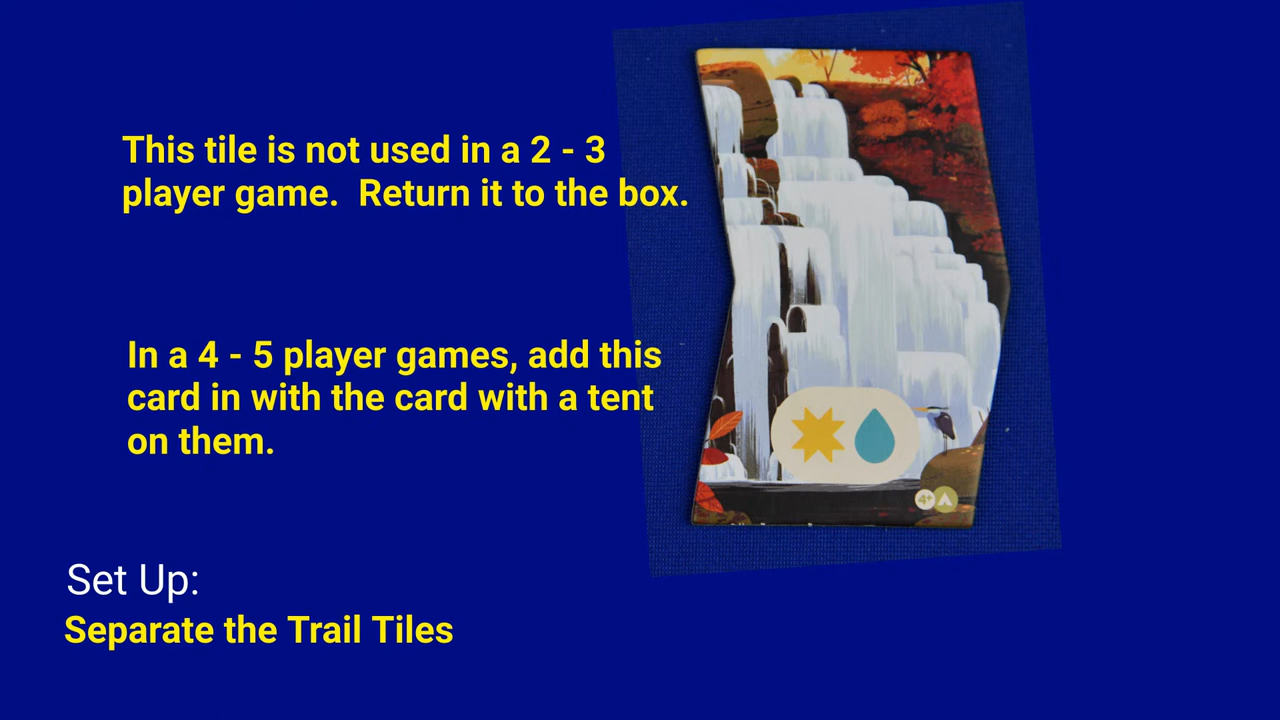 This tile is not used in a 2 - 3
player game. Return it to the box.
In a 4 - 5 player games, add this
card in with the card with a tent
on them.
4+
Set Up:
Separate the Trail Tiles